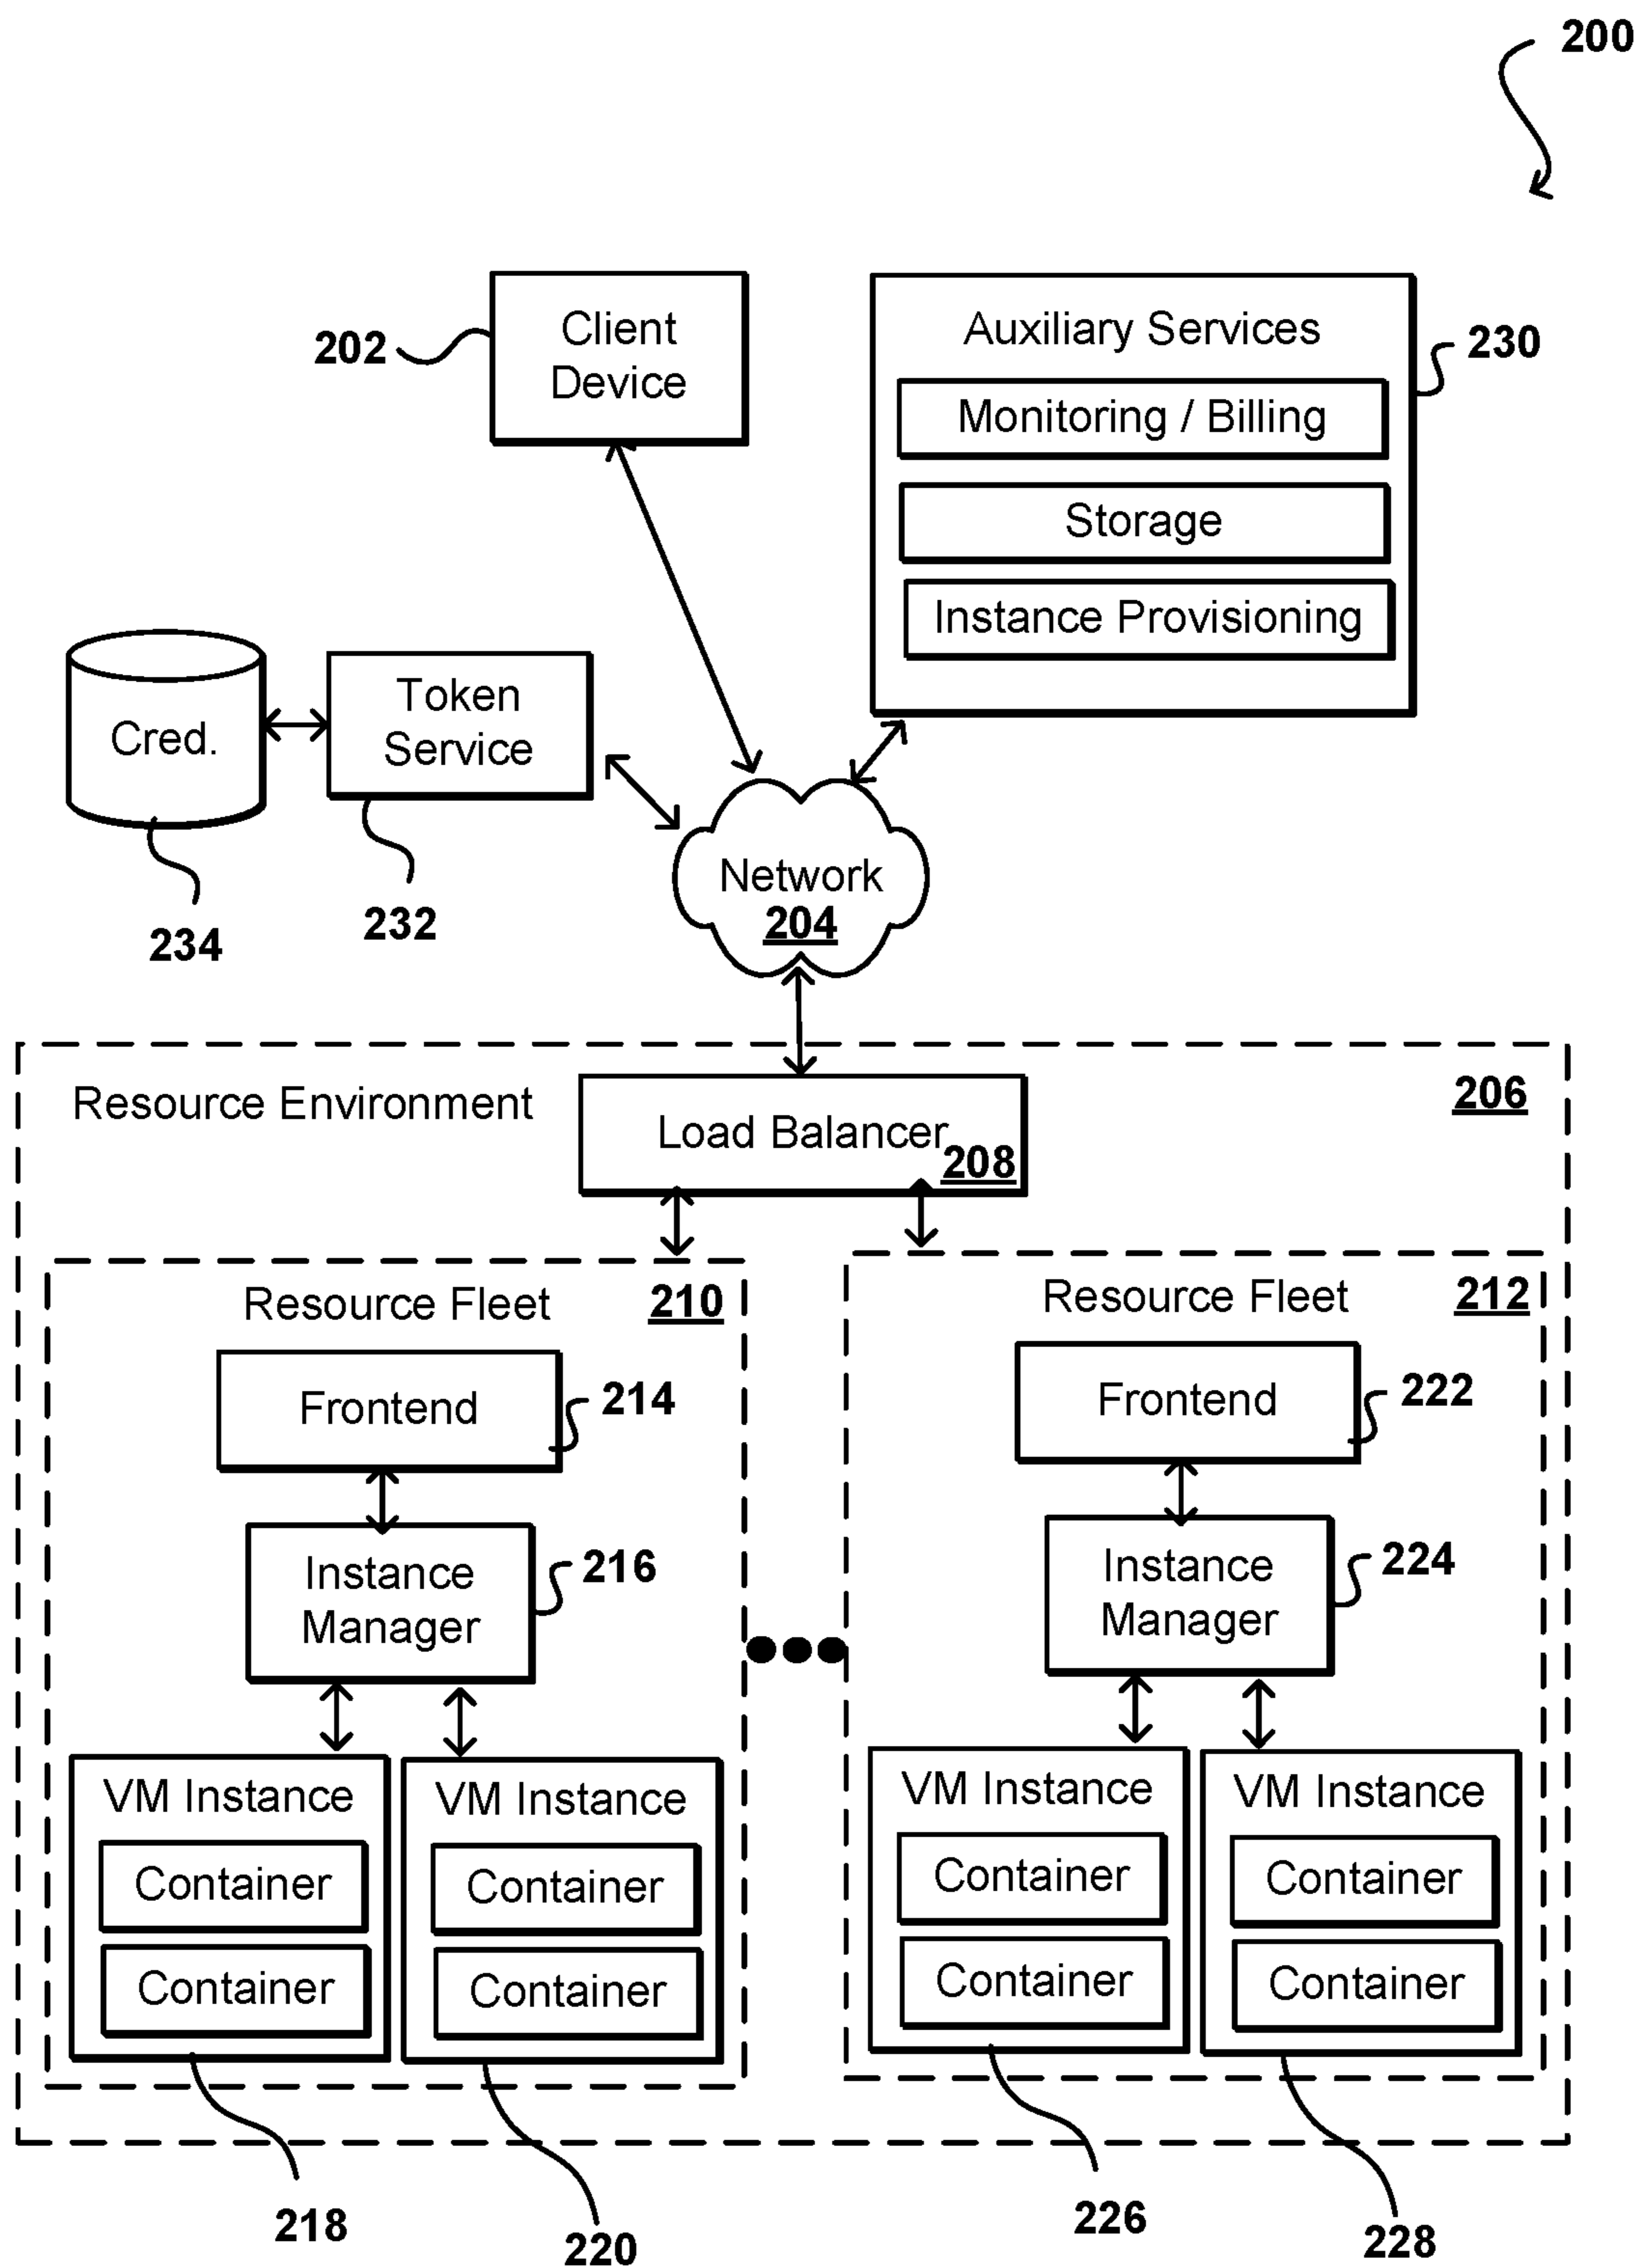 200
Client
Device
202
Auxiliary Services
230
Monitoring / Billing
Storage
Instance Provisioning
Cred.
Token
Service
234
232
Network
204
Resource Environment
206
Load Balancer
208
Resource Fleet
210
Frontend
214
Instance
Manager
216
VM Instance
Container
Container
VM Instance
Container
Container
218
220
Resource Fleet
212
Frontend
222
Instance
Manager
224
VM Instance
Container
Container
VM Instance
Container
Container
226
228